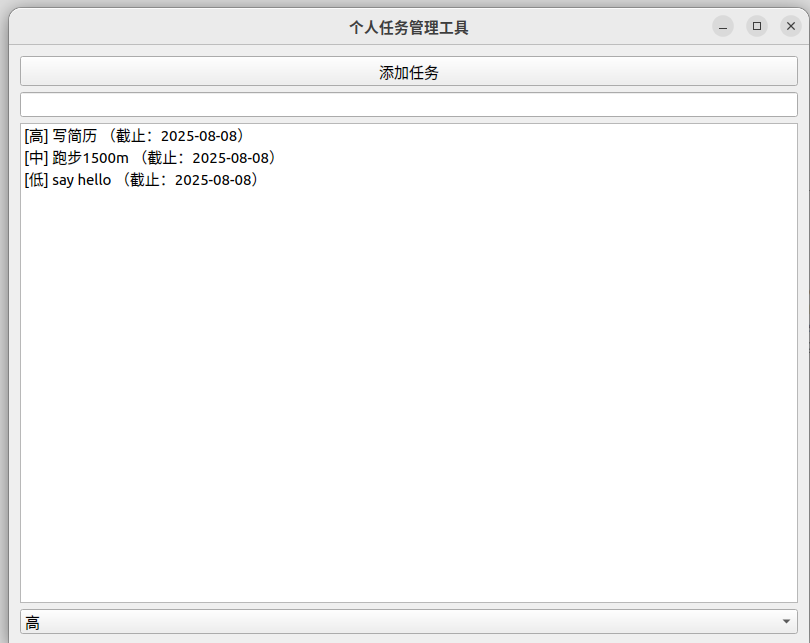 个人任务管理工具
添加任务
[高] 写简历 （截止：2025-08-08）
[中] 跑步1500m （截止：2025-08-08）
[低] say hello （截止：2025-08-08）
高